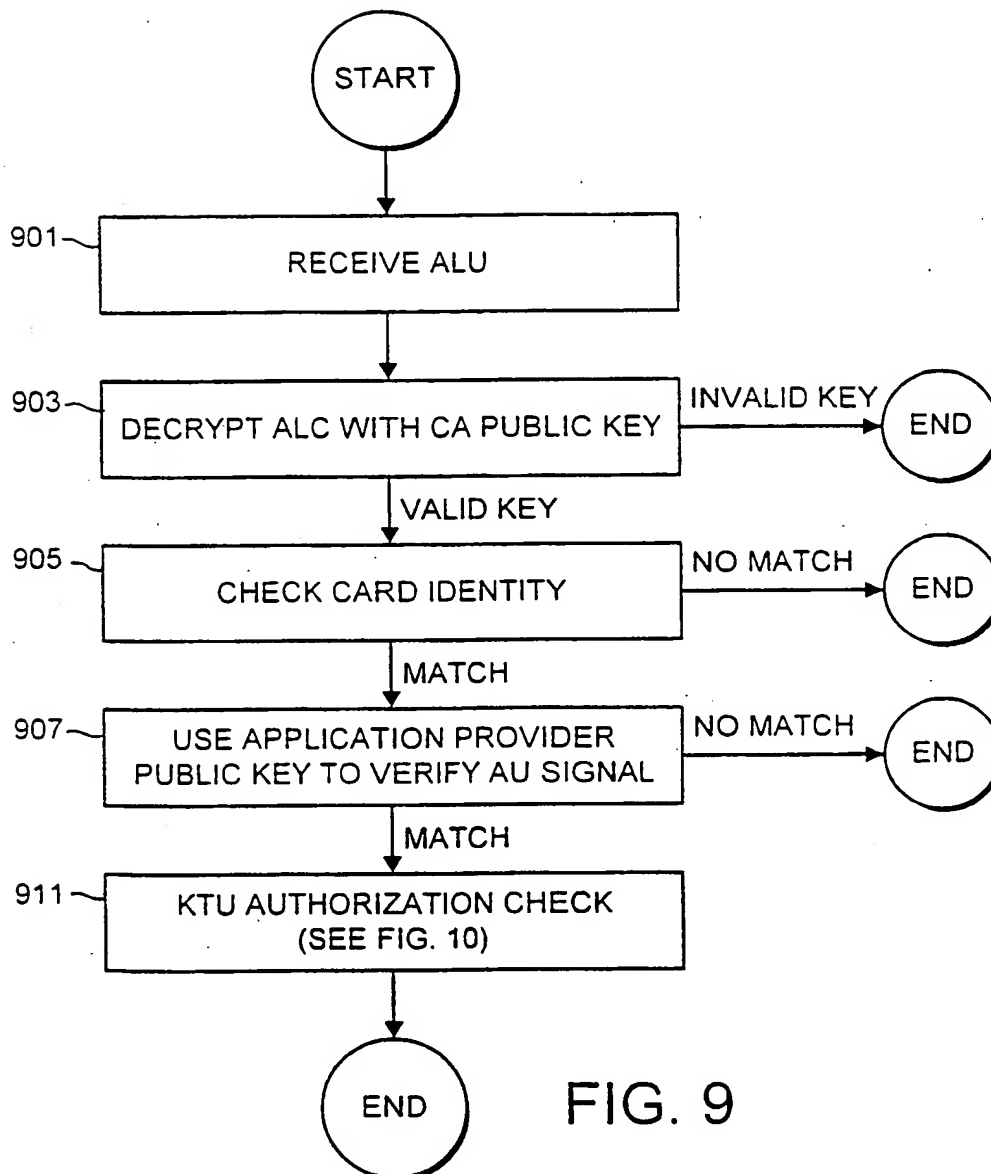 START
901
RECEIVE ALU
903
DECRYPT ALC WITH CA PUBLIC KEY
INVALID KEY
END
VALID KEY
905
CHECK CARD IDENTITY
NO MATCH
END
MATCH
907
USE APPLICATION PROVIDER
PUBLIC KEY TO VERIFY AU SIGNAL
NO MATCH
END
MATCH
911
KTU AUTHORIZATION CHECK
(SEE FIG. 10)
END
FIG. 9